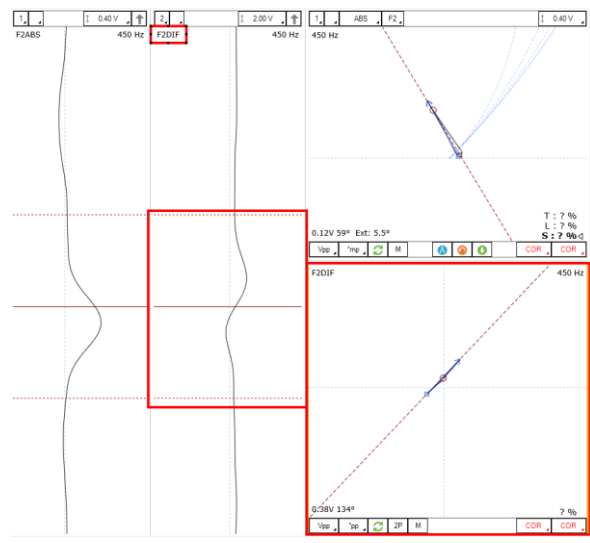 1 0.40 V
2 2.00 V
1 ABS F2 0.40 V
F2ABS 450 Hz
F2DIF 450 Hz
450 Hz
T : ? %
L : ? %
S : ? %
0.12V 59° Ext: 5.5°
Vpp °mp M A COR COR
F2DIF 450 Hz
0.38V 134° ? %
Vpp °pp 2P M COR COR